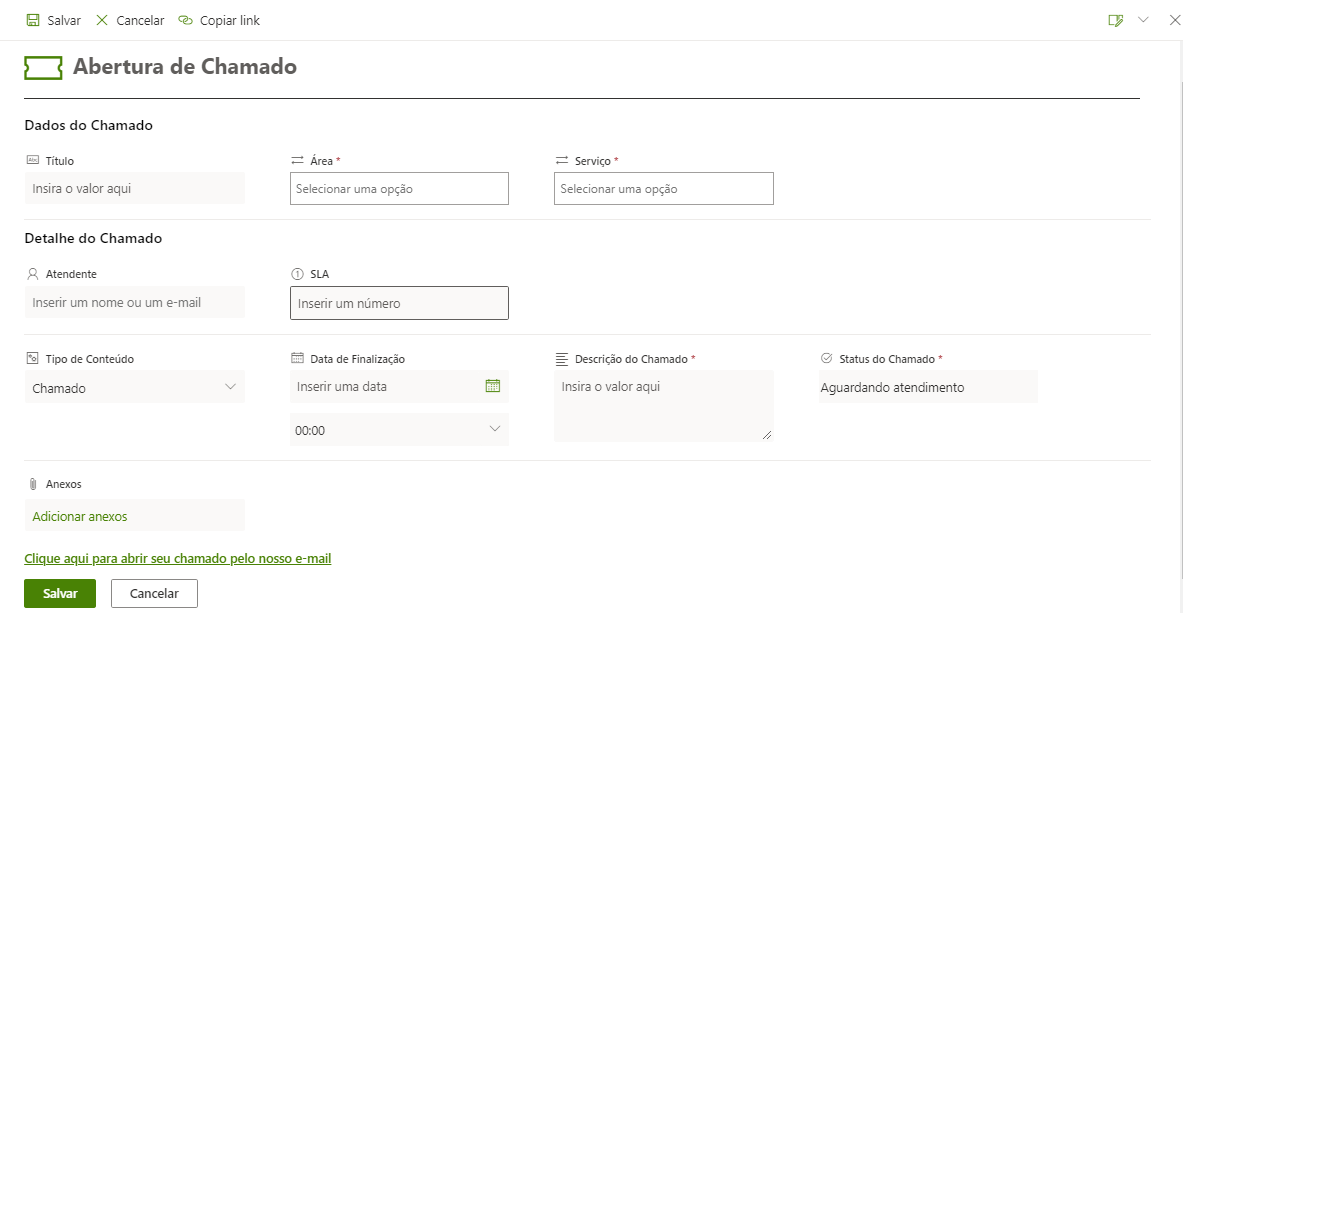 Salvar Cancelar Copiar link
Abertura de Chamado
Dados do Chamado
Título Área * Serviço *
Insira o valor aqui Selecionar uma opção Selecionar uma opção
Detalhe do Chamado
Atendente SLA
Inserir um nome ou um e-mail Inserir um número
Tipo de Conteúdo Data de Finalização Descrição do Chamado * Status do Chamado *
Chamado Inserir uma data Insira o valor aqui Aguardando atendimento
00:00
Anexos
Adicionar anexos
Clique aqui para abrir seu chamado pelo nosso e-mail
Salvar Cancelar